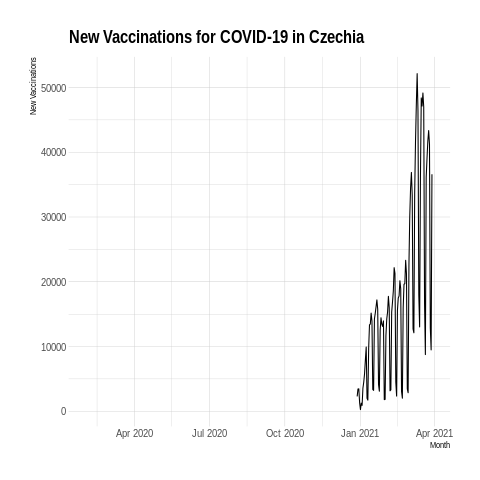 New Vaccinations for COVID-19 in Czechia
New Vaccinations
50000
40000
30000
20000
10000
0
Apr 2020 Jul 2020 Oct 2020 Jan 2021 Apr 2021
Month